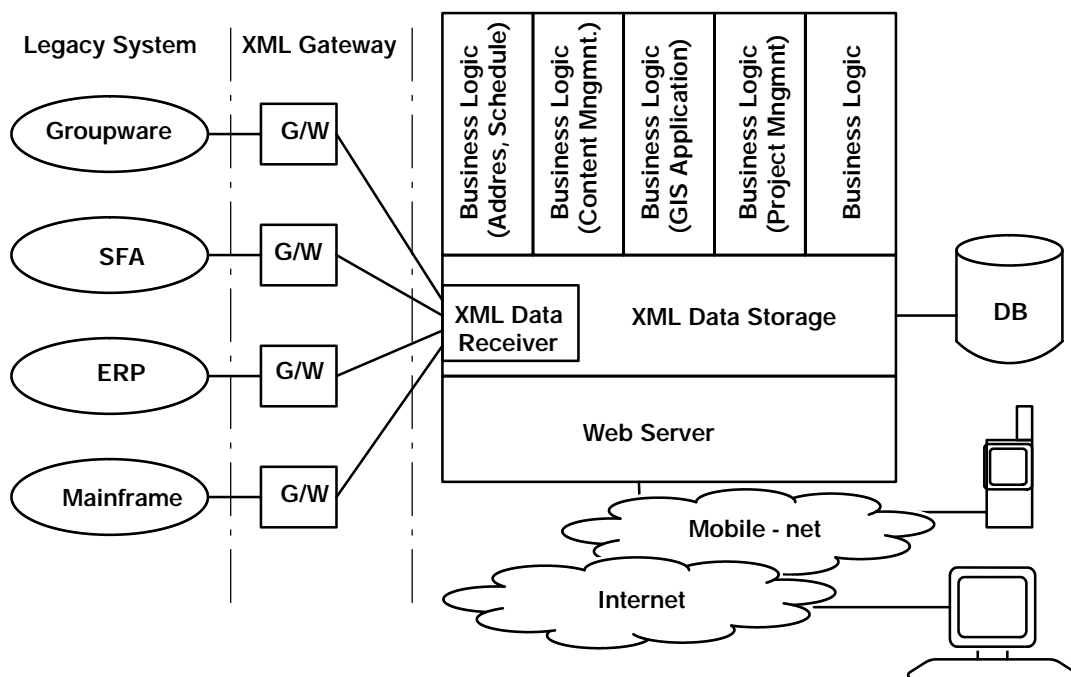 Legacy System
XML Gateway
Groupware
SFA
ERP
Mainframe
G/W
G/W
G/W
G/W
Business Logic
(Addres, Schedule)
Business Logic
(Content Mngmnt.)
Business Logic
(GIS Application)
Business Logic
(Project Mngmnt)
Business Logic
XML Data
Receiver
XML Data Storage
DB
Web Server
Mobile - net
Internet